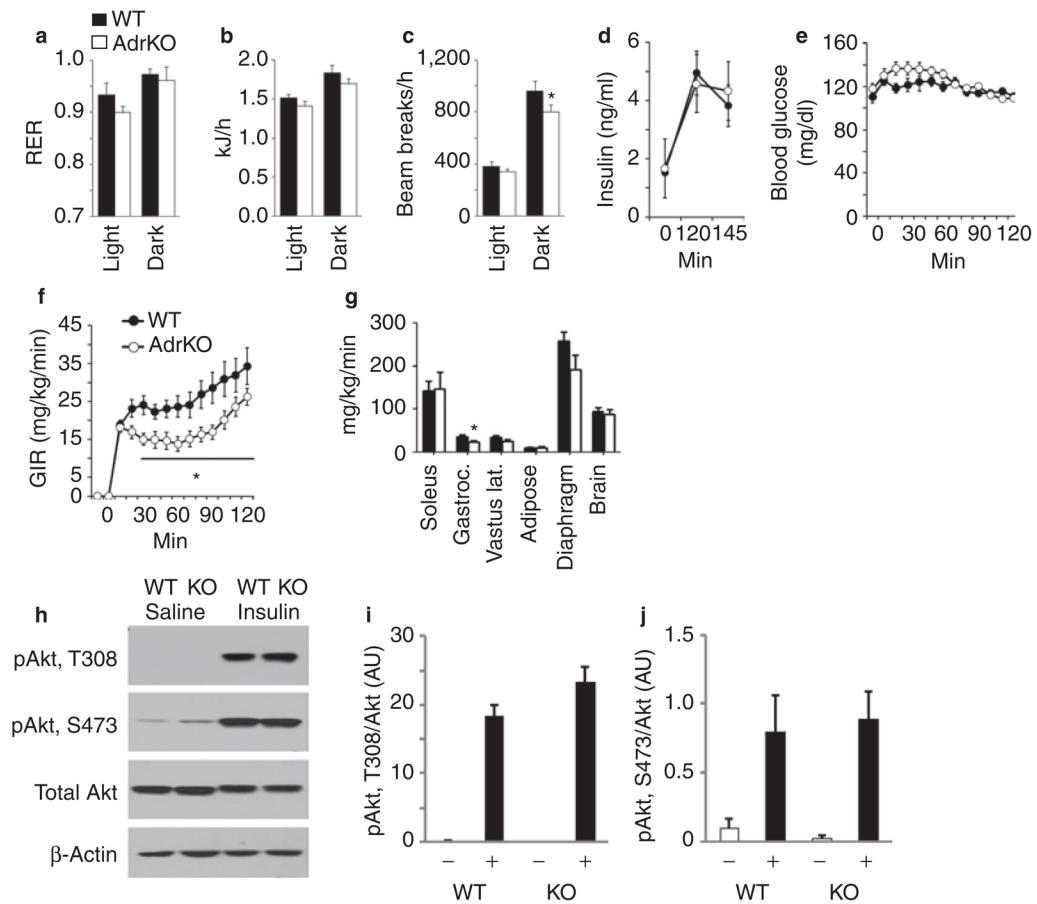 WT
AdrKO
a
RER
1.0
0.9
0.8
0.7
Light
Dark
b
kJ/h
2.0
1.5
1.0
0.5
0.0
Light
Dark
c
Beam breaks/h
1,200
800
400
0
*
Light
Dark
d
Insulin (ng/ml)
6
4
2
0
0 120 145
Min
e
Blood glucose
(mg/dl)
160
120
80
40
0
0 30 60 90 120
Min
f
WT
AdrKO
GIR (mg/kg/min)
45
35
25
15
5
0
*
0 30 60 90 120
Min
g
mg/kg/min
300
200
100
0
*
Soleus
Gastroc.
Vastus lat.
Adipose
Diaphragm
Brain
h
WT KO WT KO
Saline Insulin
pAkt, T308
pAkt, S473
Total Akt
β-Actin
i
pAkt, T308/Akt (AU)
30
20
10
0
− + − +
WT KO
j
pAkt, S473/Akt (AU)
1.5
1.0
0.5
0
− + − +
WT KO